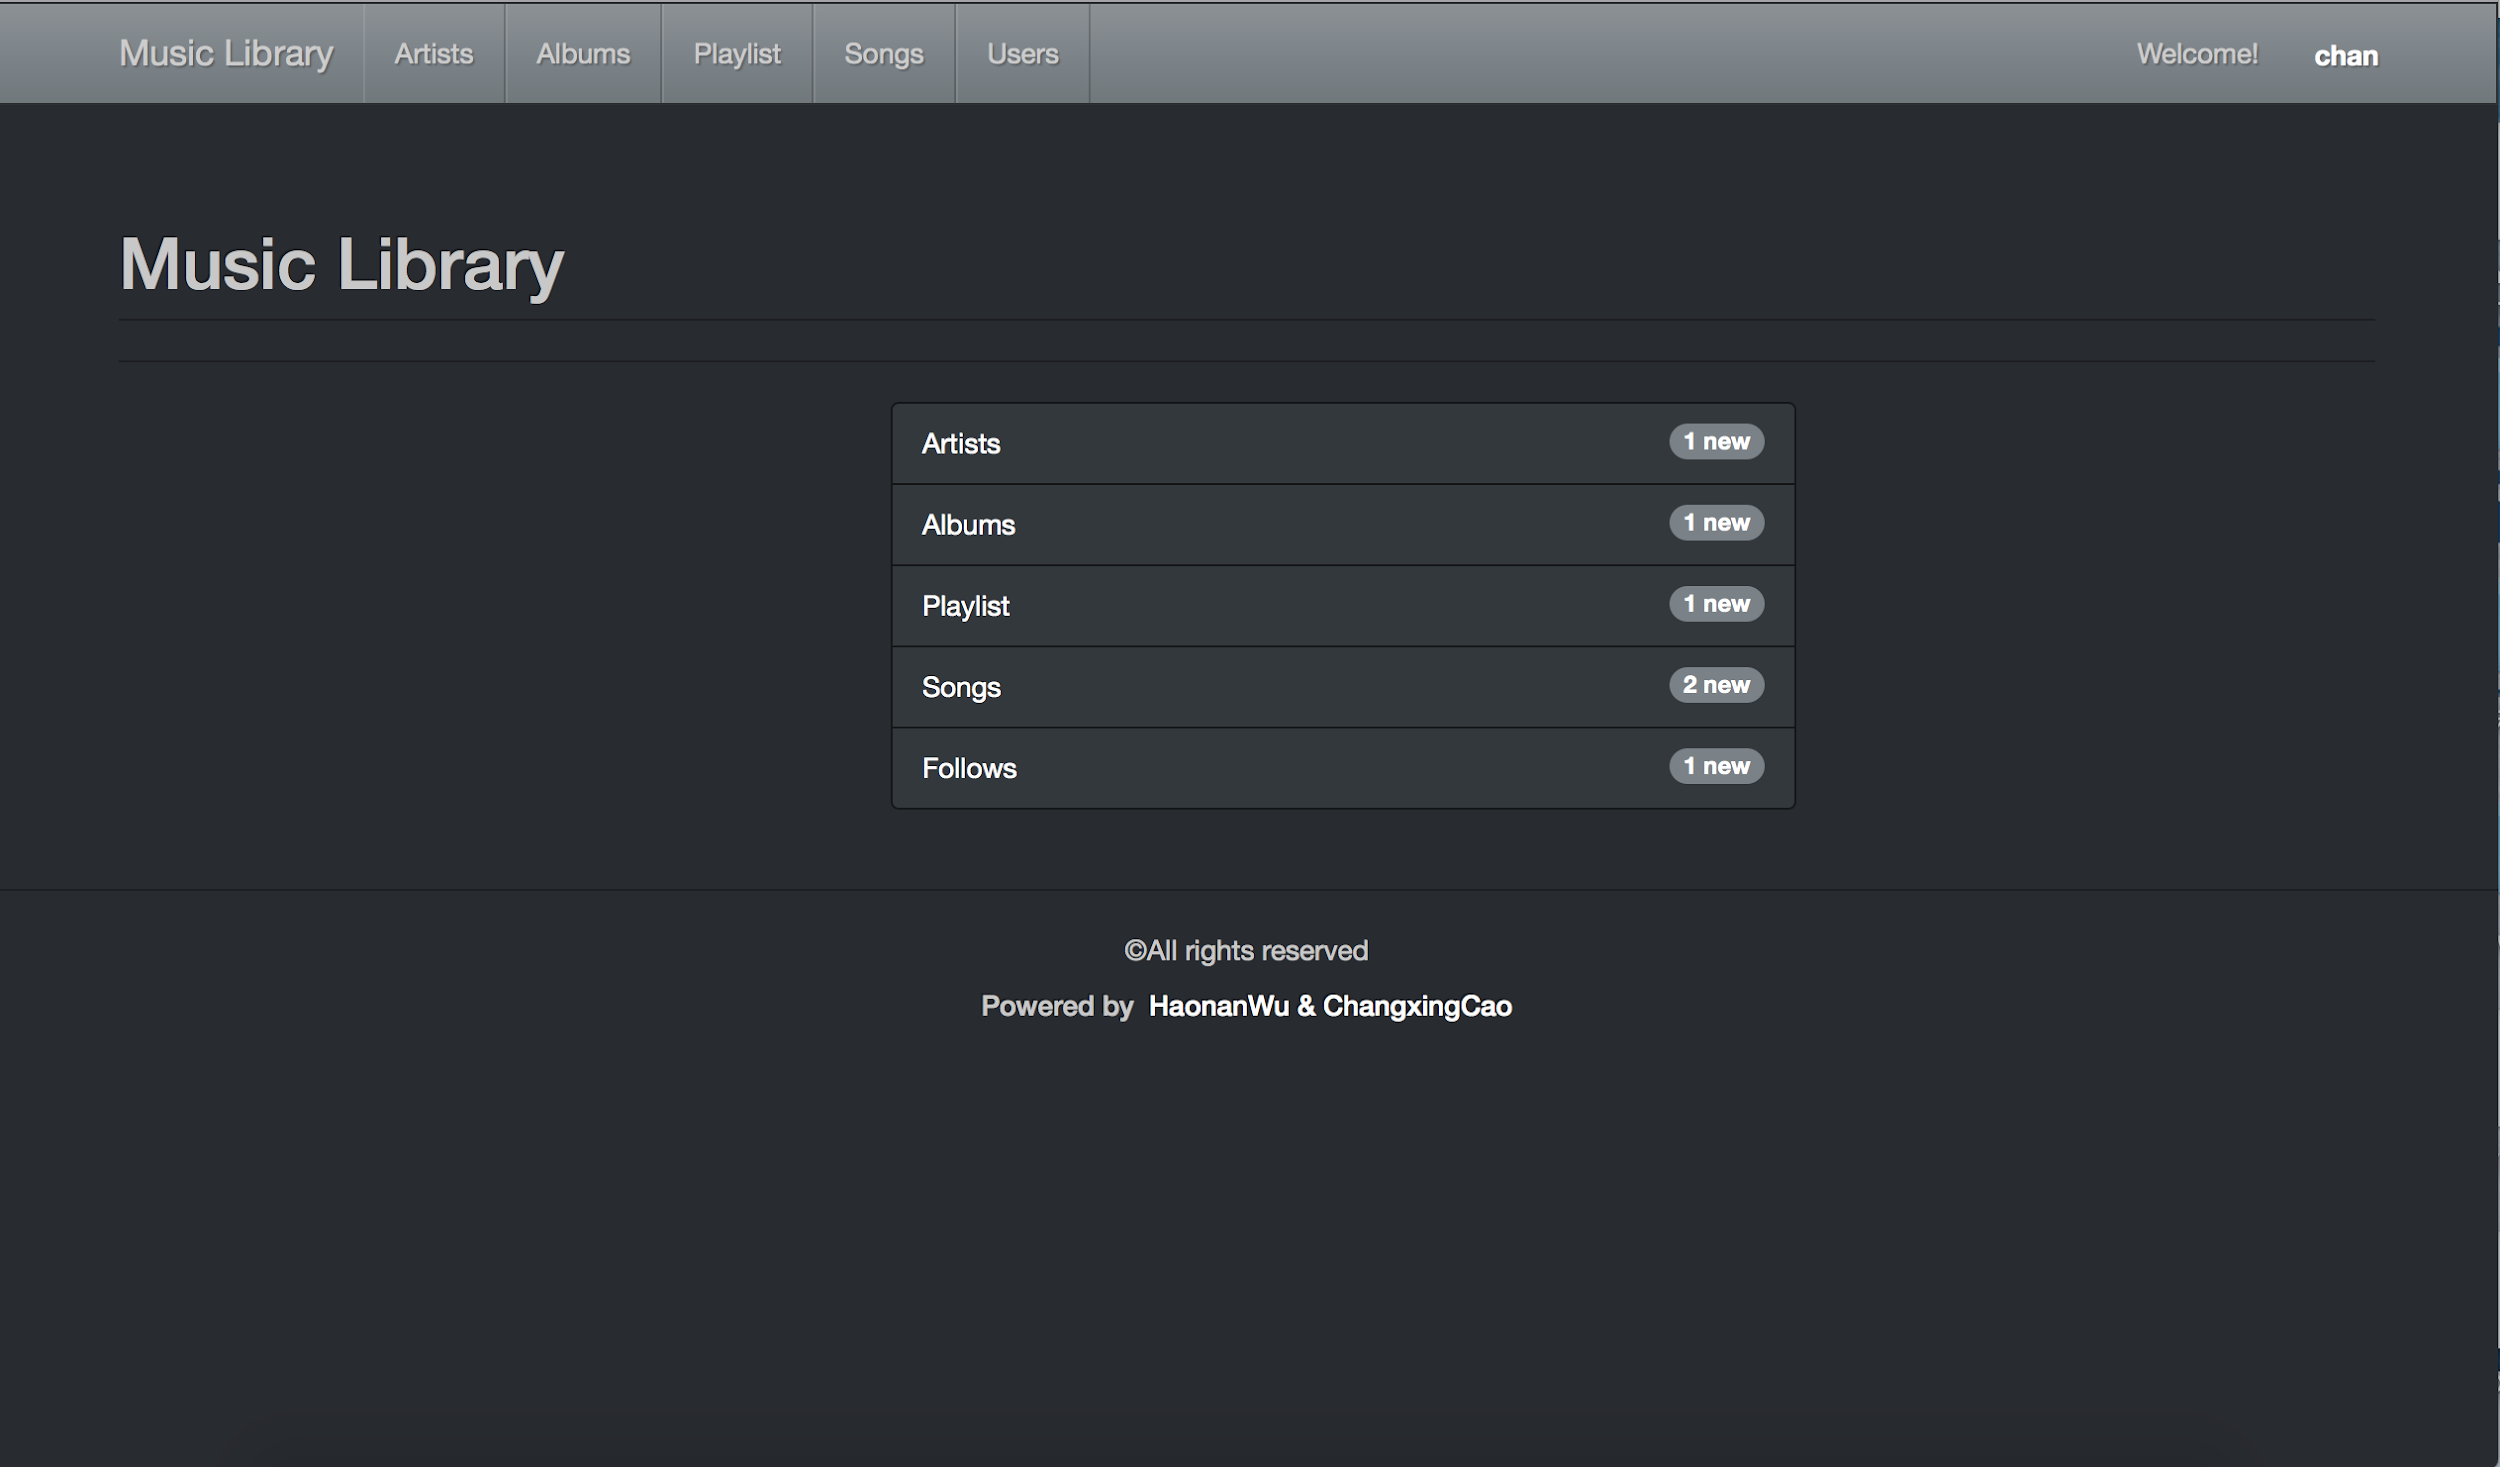 Music Library Artists Albums Playlist Songs Users Welcome! chan
Music Library
Artists 1 new
Albums 1 new
Playlist 1 new
Songs 2 new
Follows 1 new
©All rights reserved
Powered by HaonanWu & ChangxingCao